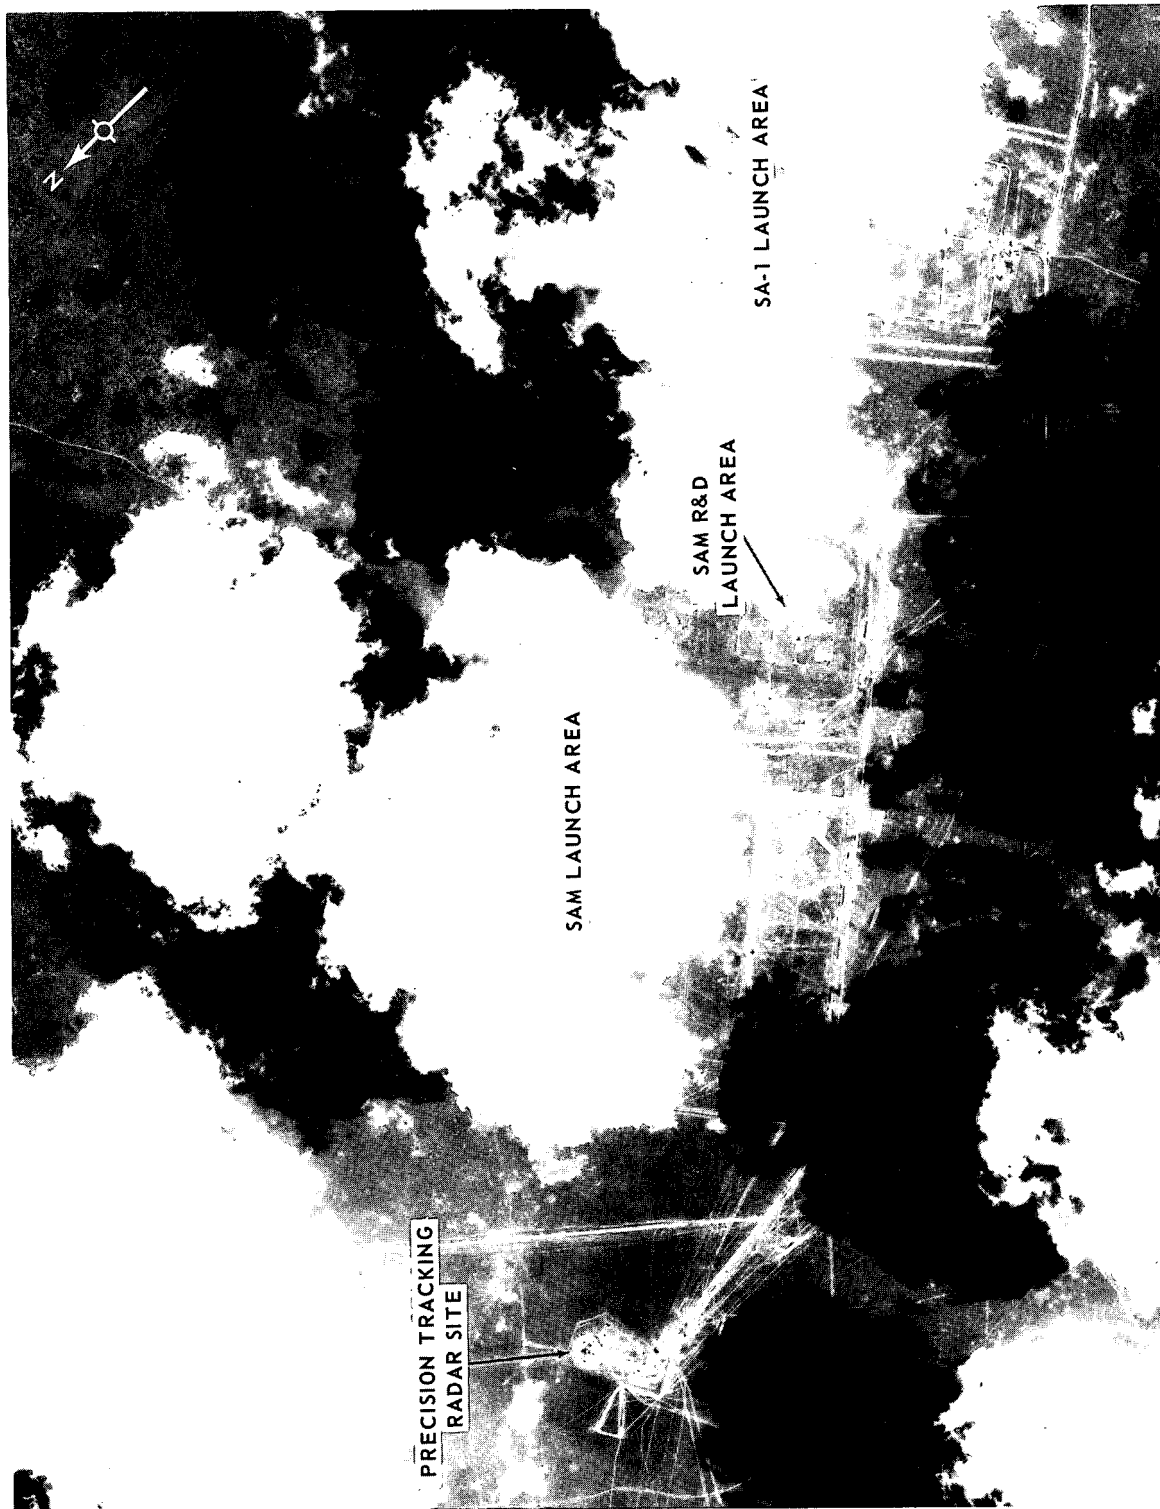 N
SA-1 LAUNCH AREA
SAM R&D
LAUNCH AREA
SAM LAUNCH AREA
PRECISION TRACKING
RADAR SITE